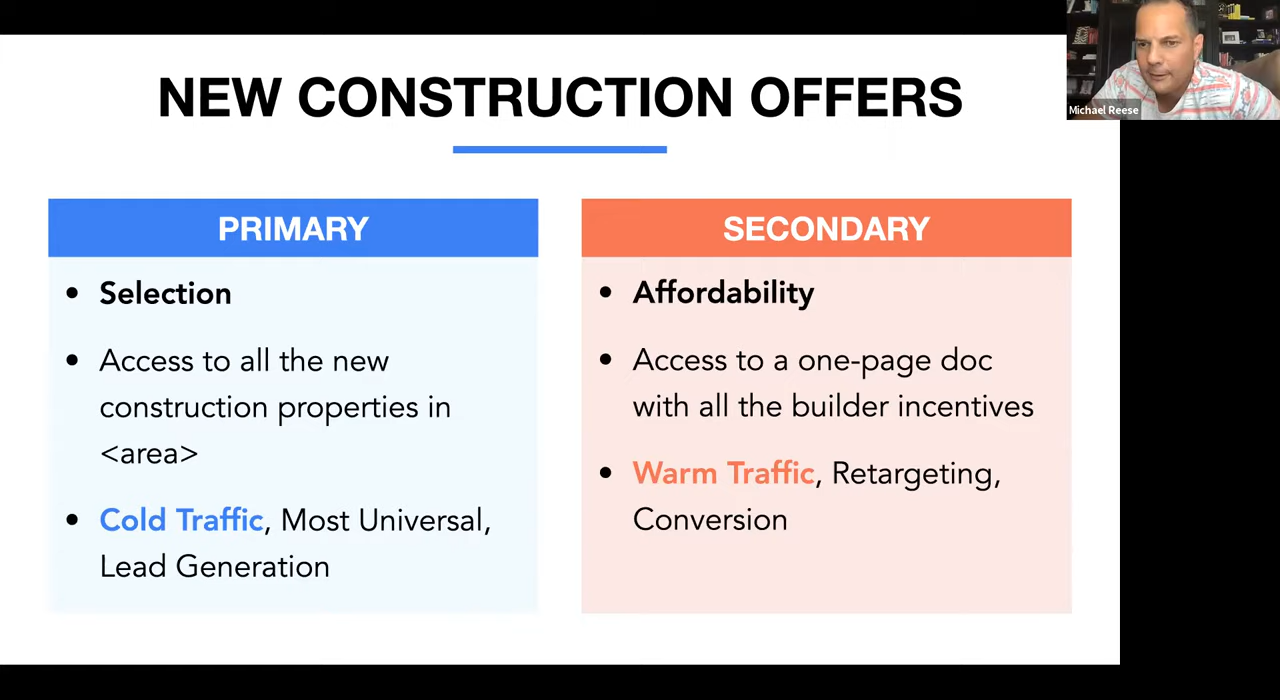 NEW CONSTRUCTION OFFERS
Michael Reese
PRIMARY
• Selection
• Access to all the new
construction properties in
<area>
• Cold Traffic, Most Universal,
Lead Generation
SECONDARY
• Affordability
• Access to a one-page doc
with all the builder incentives
• Warm Traffic, Retargeting,
Conversion